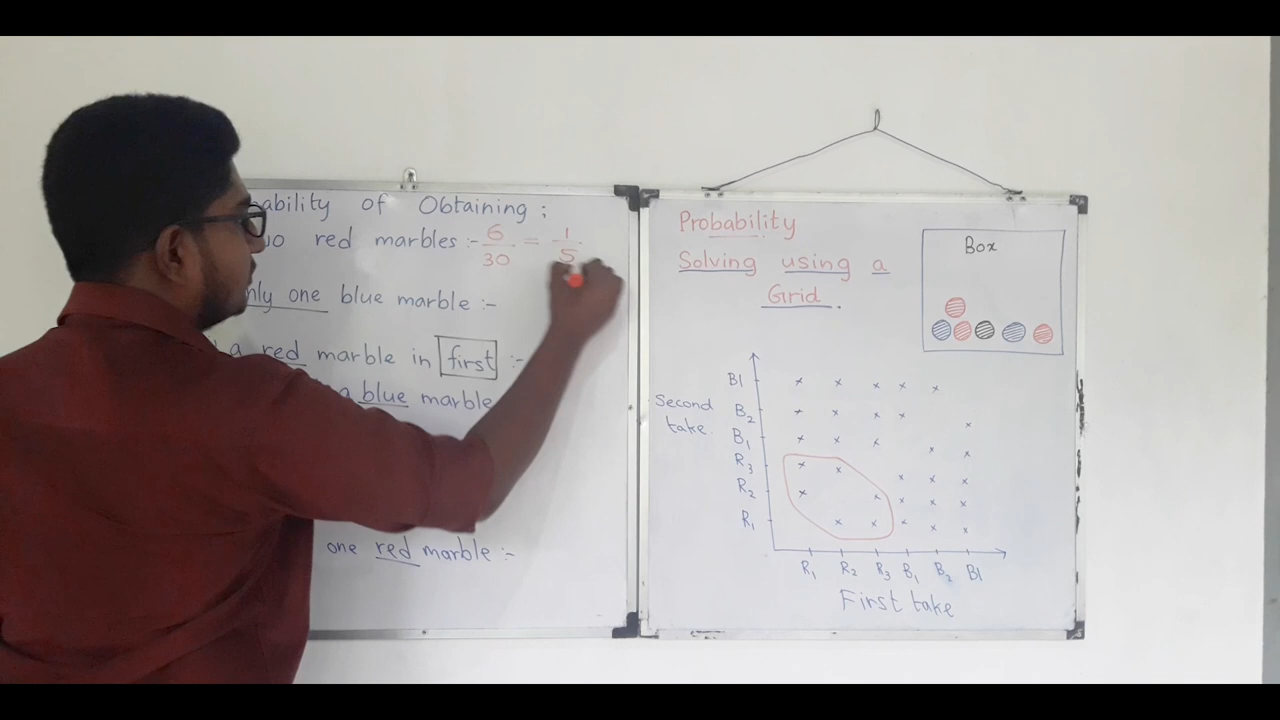 ability of Obtaining ;
red marbles :- 6/30 = 1/5
only one blue marble :-
a red marble in first :-
a blue marble
one red marble :-
Probability
Solving using a
Grid .
Box
Second
take.
Bl
B2
B1
R3
R2
R1
R1 R2 R3 B1 B2 Bl
First take